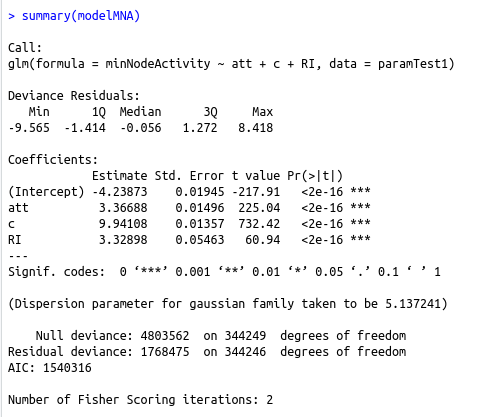 > summary(modelMNA)
Call:
glm(formula = minNodeActivity ~ att + c + RI, data = paramTest1)
Deviance Residuals:
Min 1Q Median 3Q Max
-9.565 -1.414 -0.056 1.272 8.418
Coefficients:
Estimate Std. Error t value Pr(>|t|)
(Intercept) -4.23873 0.01945 -217.91 <2e-16 ***
att 3.36688 0.01496 225.04 <2e-16 ***
c 9.94108 0.01357 732.42 <2e-16 ***
RI 3.32898 0.05463 60.94 <2e-16 ***
---
Signif. codes: 0 ‘***’ 0.001 ‘**’ 0.01 ‘*’ 0.05 ‘.’ 0.1 ‘ ’ 1
(Dispersion parameter for gaussian family taken to be 5.137241)
Null deviance: 4803562 on 344249 degrees of freedom
Residual deviance: 1768475 on 344246 degrees of freedom
AIC: 1540316
Number of Fisher Scoring iterations: 2